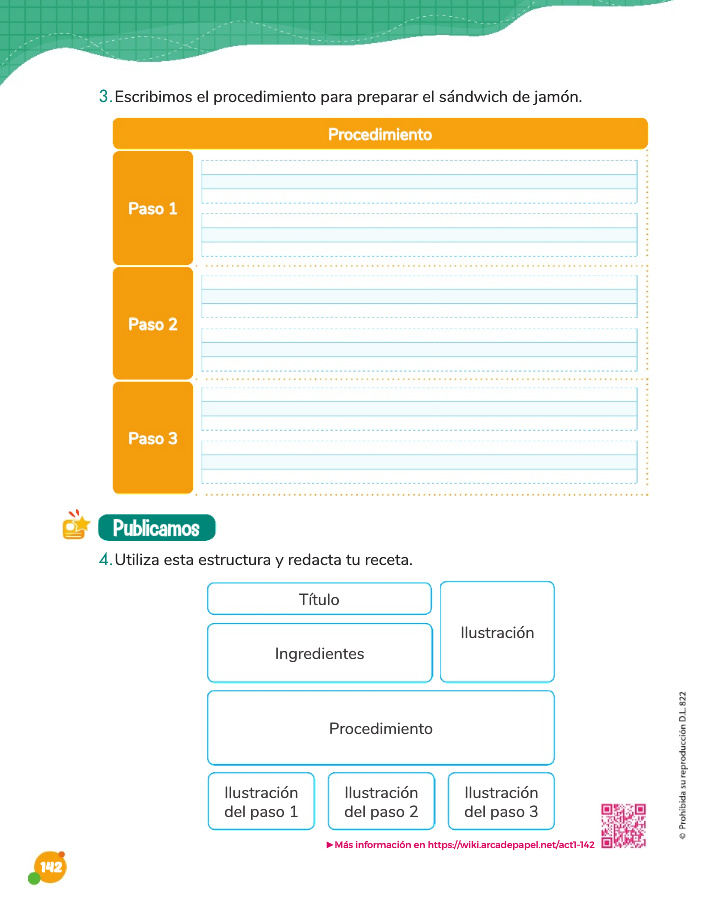 3. Escribimos el procedimiento para preparar el sándwich de jamón.
Procedimiento
Paso 1
Paso 2
Paso 3
Publicamos
4. Utiliza esta estructura y redacta tu receta.
Título
Ilustración
Ingredientes
Procedimiento
Ilustración
del paso 1
Ilustración
del paso 2
Ilustración
del paso 3
▶Más información en https://wiki.arcadepapel.net/act1-142
© Prohibida su reproducción D.L. 822
142